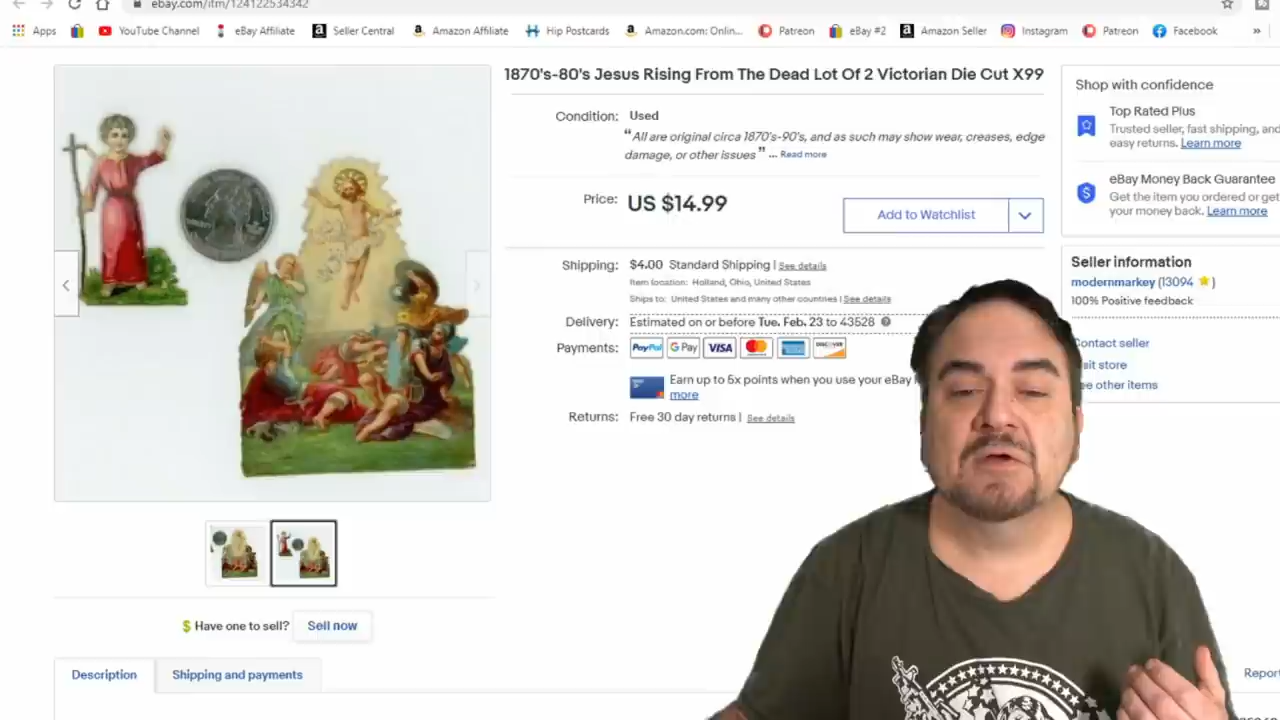 ebay.com/itm/124122534342
Apps YouTube Channel eBay Affiliate Seller Central Amazon Affiliate Hip Postcards Amazon.com: Onlin... Patreon eBay #2 Amazon Seller Instagram Patreon Facebook »
1870's-80's Jesus Rising From The Dead Lot Of 2 Victorian Die Cut X99
Condition: Used
"All are original circa 1870's-90's, and as such may show wear, creases, edge
damage, or other issues" ... Read more
Price: US $14.99
Add to Watchlist
Shipping: $4.00 Standard Shipping | See details
Item location: Holland, Ohio, United States
Ships to: United States and many other countries | See details
Delivery: Estimated on or before Tue. Feb. 23 to 43528
Payments: PayPal G Pay VISA DISCOVER
Earn up to 5x points when you use your eBay
more
Returns: Free 30 day returns | See details
Shop with confidence
Top Rated Plus
Trusted seller, fast shipping, and
easy returns. Learn more
eBay Money Back Guarantee
Get the item you ordered or get
your money back. Learn more
Seller information
modernmarkey (13094 )
100% Positive feedback
Contact seller
sit store
ee other items
$ Have one to sell? Sell now
Description Shipping and payments
Report